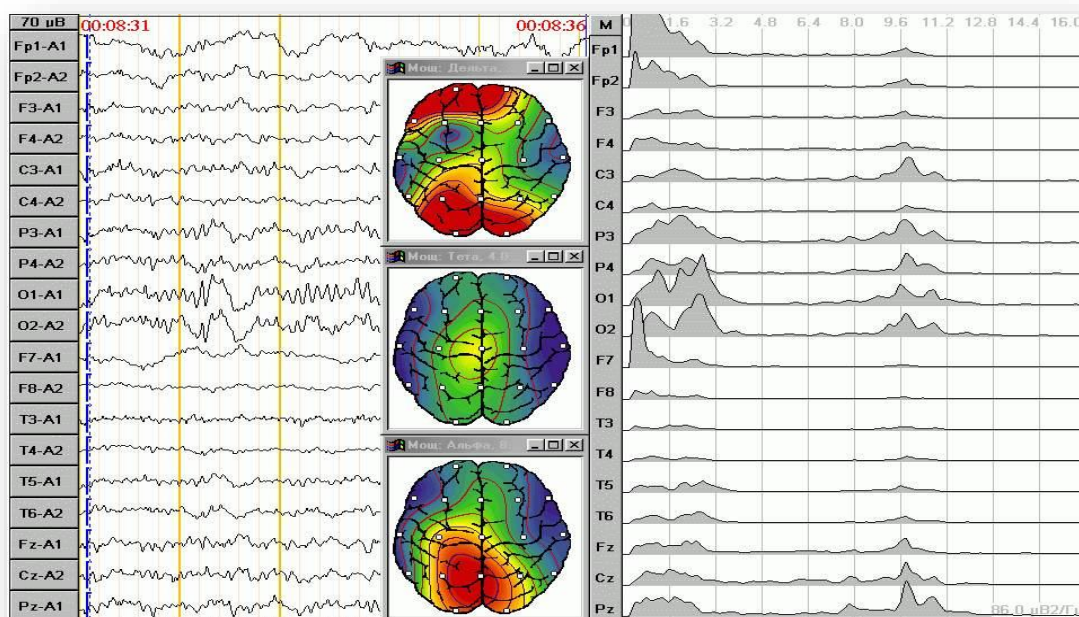 70 µB
00:08:31
00:08:36
Fp1-A1
Fp2-A2
F3-A1
F4-A2
C3-A1
C4-A2
P3-A1
P4-A2
O1-A1
O2-A2
F7-A1
F8-A2
T3-A1
T4-A2
T5-A1
T6-A2
Fz-A1
Cz-A2
Pz-A1
Мощ: Дельта,
Мощ: Тета, 4.0
Мощ: Альфа, 8
M
0 1.6 3.2 4.8 6.4 8.0 9.6 11.2 12.8 14.4 16.0
Fp1
Fp2
F3
F4
C3
C4
P3
P4
O1
O2
F7
F8
T3
T4
T5
T6
Fz
Cz
Pz
86.0 µB2/Гц